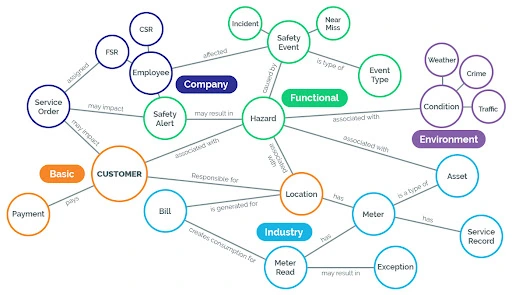 CSR
Incident
Near
Miss
Safety
Event
FSR
affected
is type of
Employee
assigned
Company
caused by
Event
Type
Weather
Crime
Traffic
Condition
Service
Order
may impact
Safety
Alert
may result in
Functional
Hazard
associated with
Environment
may impact
associated with
associated with
associated with
Basic
CUSTOMER
Responsible for
Location
Asset
is a type of
Payment
pays
Bill
is generated for
has
Meter
has
Service
Record
Industry
creates consumption for
has
Meter
Read
may result in
Exception